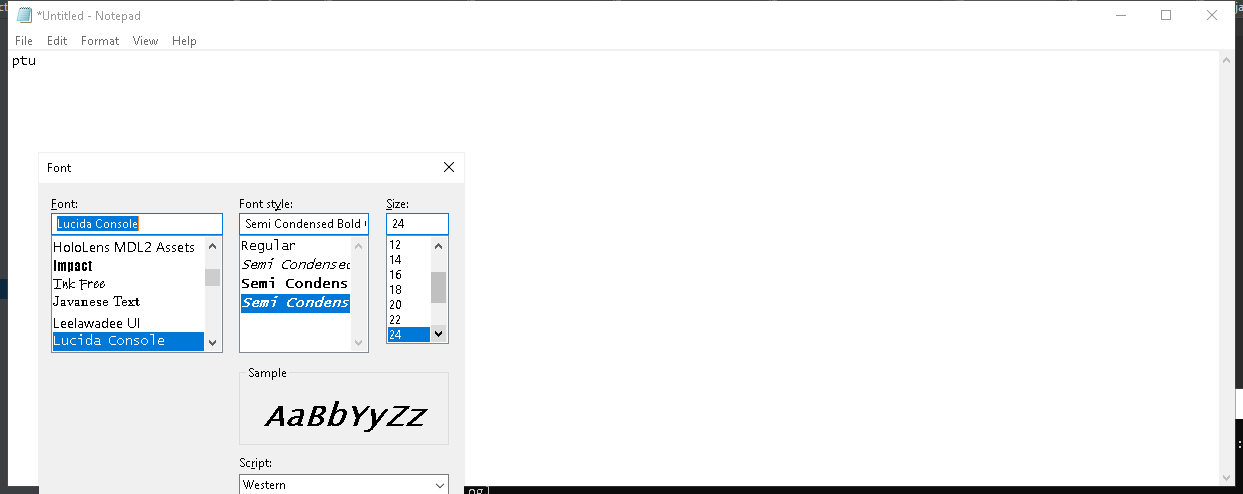 *Untitled - Notepad
File Edit Format View Help
ptu
Font
Font: Font style: Size:
Lucida Console Semi Condensed Bold 24
HoloLens MDL2 Assets
Impact
Ink Free
Javanese Text
Leelawadee UI
Lucida Console
Regular
Semi Condensed
Semi Condens
Semi Condens
12
14
16
18
20
22
24
Sample
AaBbYyZz
Script:
Western